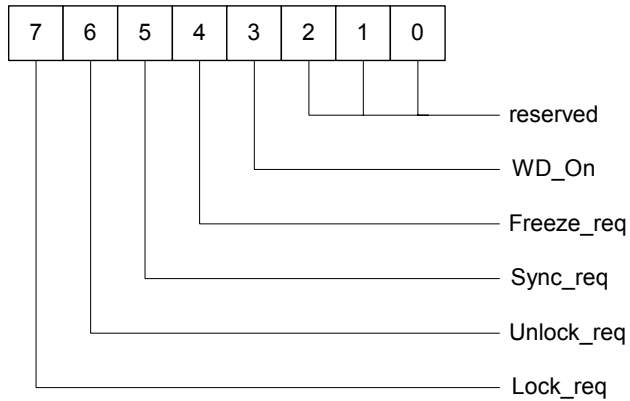 7 6 5 4 3 2 1 0
reserved
WD_On
Freeze_req
Sync_req
Unlock_req
Lock_req